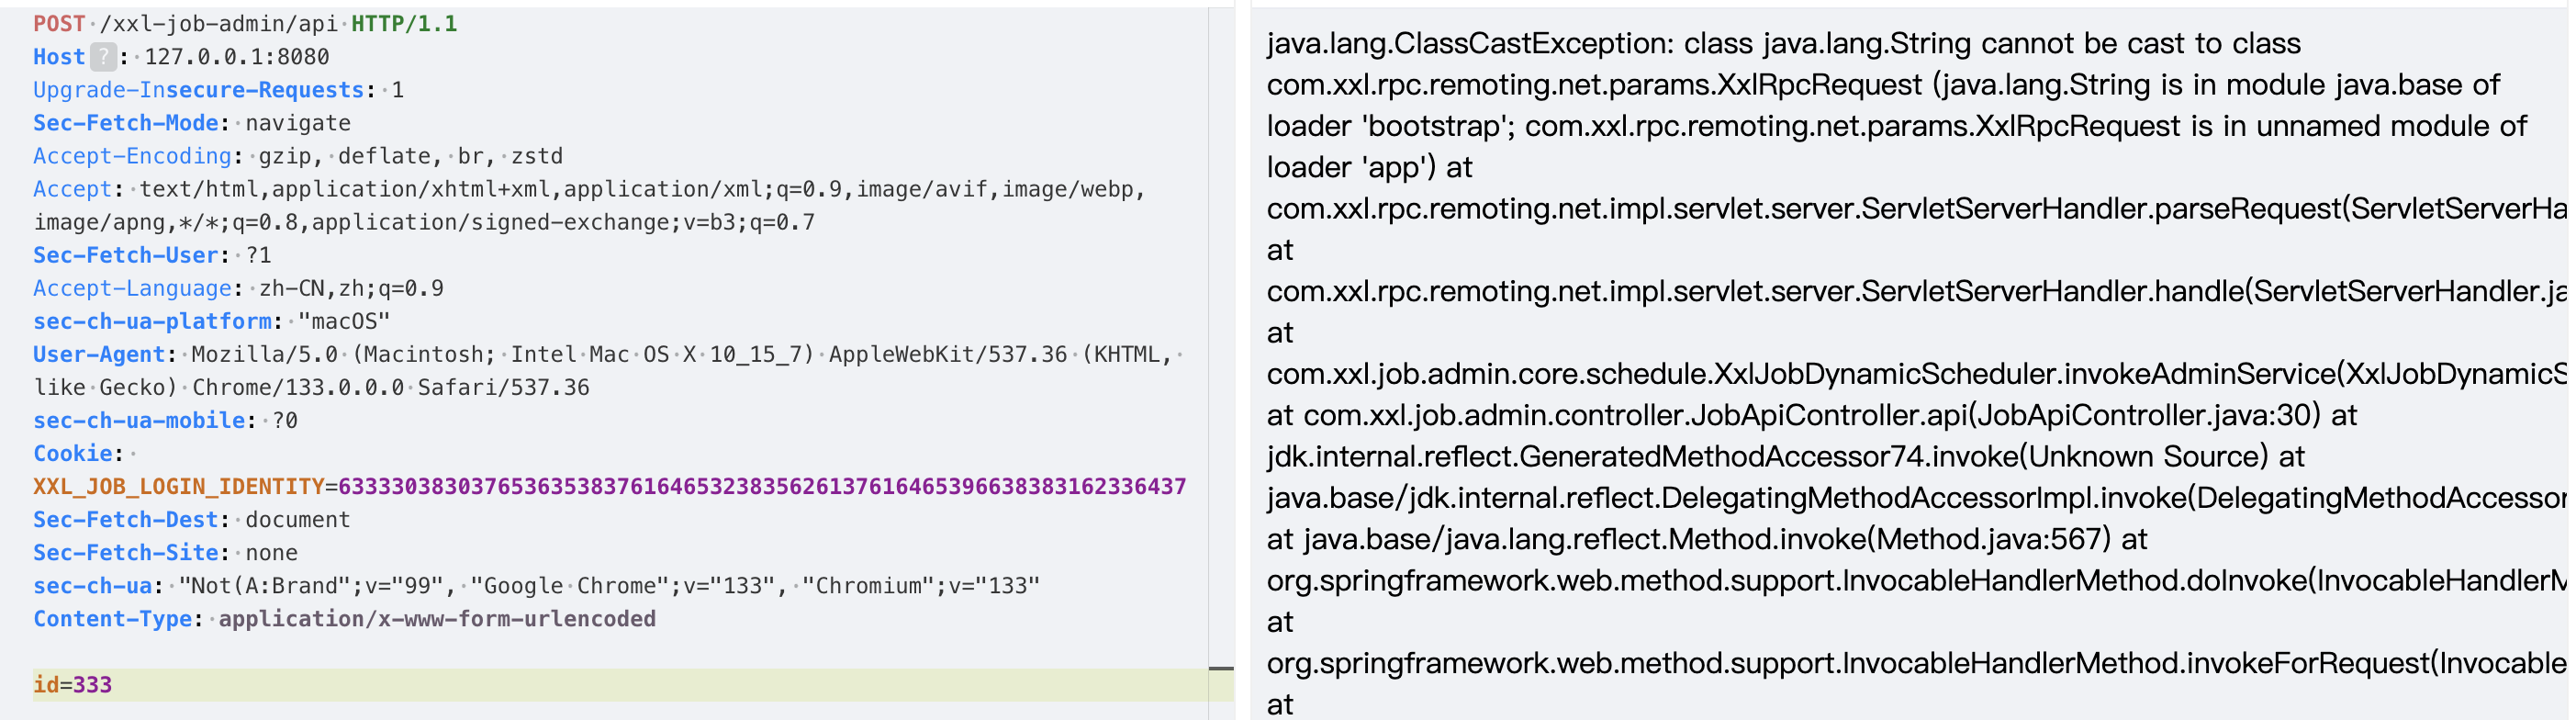 POST /xxl-job-admin/api HTTP/1.1
Host ? : 127.0.0.1:8080
Upgrade-Insecure-Requests: 1
Sec-Fetch-Mode: navigate
Accept-Encoding: gzip, deflate, br, zstd
Accept: text/html,application/xhtml+xml,application/xml;q=0.9,image/avif,image/webp,
image/apng,*/*;q=0.8,application/signed-exchange;v=b3;q=0.7
Sec-Fetch-User: ?1
Accept-Language: zh-CN,zh;q=0.9
sec-ch-ua-platform: "macOS"
User-Agent: Mozilla/5.0 (Macintosh; Intel Mac OS X 10_15_7) AppleWebKit/537.36 (KHTML,
like Gecko) Chrome/133.0.0.0 Safari/537.36
sec-ch-ua-mobile: ?0
Cookie:
XXL_JOB_LOGIN_IDENTITY=6333303830376536353837616465323835626137616465396638383162336437
Sec-Fetch-Dest: document
Sec-Fetch-Site: none
sec-ch-ua: "Not(A:Brand";v="99", "Google Chrome";v="133", "Chromium";v="133"
Content-Type: application/x-www-form-urlencoded
id=333
java.lang.ClassCastException: class java.lang.String cannot be cast to class
com.xxl.rpc.remoting.net.params.XxlRpcRequest (java.lang.String is in module java.base of
loader 'bootstrap'; com.xxl.rpc.remoting.net.params.XxlRpcRequest is in unnamed module of
loader 'app') at
com.xxl.rpc.remoting.net.impl.servlet.server.ServletServerHandler.parseRequest(ServletServerHa
at
com.xxl.rpc.remoting.net.impl.servlet.server.ServletServerHandler.handle(ServletServerHandler.ja
at
com.xxl.job.admin.core.schedule.XxlJobDynamicScheduler.invokeAdminService(XxlJobDynamicS
at com.xxl.job.admin.controller.JobApiController.api(JobApiController.java:30) at
jdk.internal.reflect.GeneratedMethodAccessor74.invoke(Unknown Source) at
java.base/jdk.internal.reflect.DelegatingMethodAccessorImpl.invoke(DelegatingMethodAccessor
at java.base/java.lang.reflect.Method.invoke(Method.java:567) at
org.springframework.web.method.support.InvocableHandlerMethod.doInvoke(InvocableHandlerM
at
org.springframework.web.method.support.InvocableHandlerMethod.invokeForRequest(Invocable
at